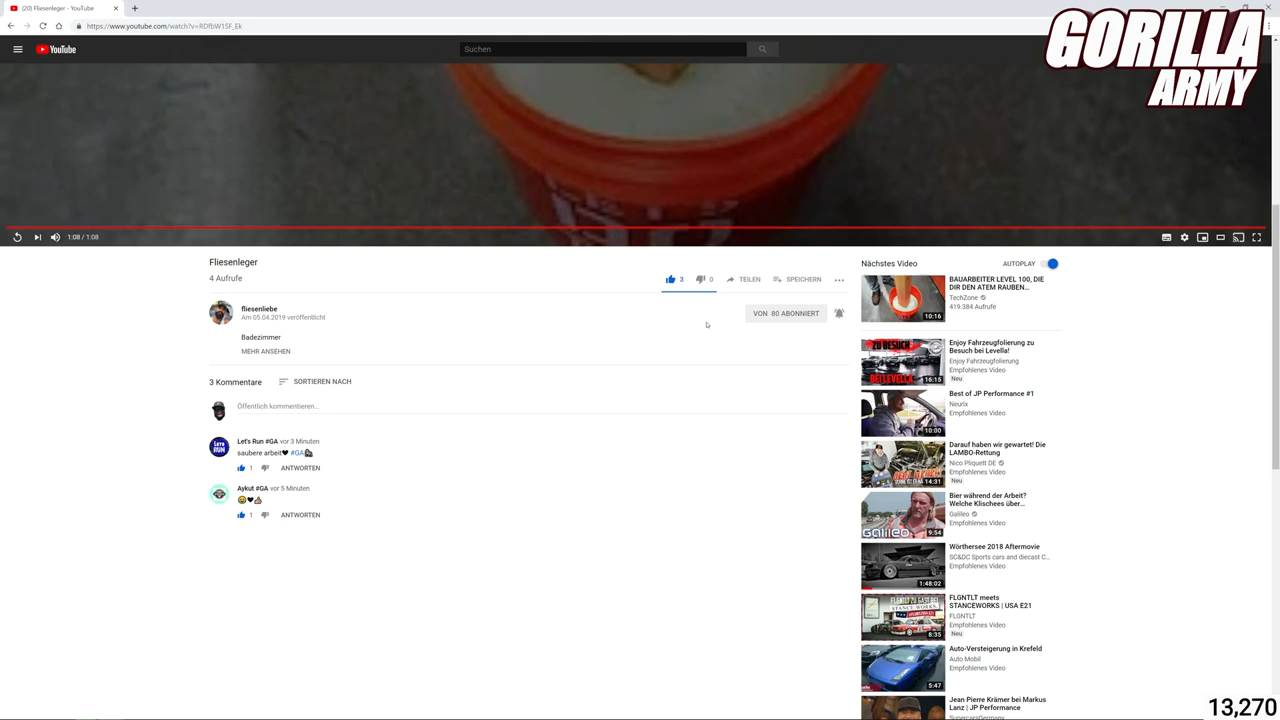 (20) Fliesenleger - YouTube
https://www.youtube.com/watch?v=RDfbW15F_Ek
GORILLA
ARMY
YouTube
Suchen
1:08 / 1:08
Fliesenleger
4 Aufrufe
3
0
TEILEN
SPEICHERN
fliesenliebe
Am 05.04.2019 veröffentlicht
VON 80 ABONNIERT
Badezimmer
MEHR ANSEHEN
3 Kommentare
SORTIEREN NACH
Öffentlich kommentieren...
Let's Run #GA vor 3 Minuten
saubere arbeit🖤 #GA🦍
1
ANTWORTEN
Aykut #GA vor 5 Minuten
😄🖤👍🏽
1
ANTWORTEN
Nächstes Video
AUTOPLAY
BAUARBEITER LEVEL 100, DIE
DIR DEN ATEM RAUBEN...
TechZone
419.384 Aufrufe
10:16
Enjoy Fahrzeugfolierung zu
Besuch bei Levella!
Enjoy Fahrzeugfolierung
Empfohlenes Video
Neu
ZU BESUCH
BEI LEVELLA
16:15
Best of JP Performance #1
Neurix
Empfohlenes Video
10:00
Darauf haben wir gewartet! Die
LAMBO-Rettung
Nico Pliquett DE
Empfohlenes Video
Neu
14:31
Bier während der Arbeit?
Welche Klischees über...
Galileo
Empfohlenes Video
Galileo
9:54
Wörthersee 2018 Aftermovie
SC&DC Sports cars and diecast C...
Empfohlenes Video
1:48:02
FLGNTLT meets
STANCEWORKS | USA E21
FLGNTLT
Empfohlenes Video
Neu
STANCE WORKS
8:35
Auto-Versteigerung in Krefeld
Auto Mobil
Empfohlenes Video
5:47
Jean Pierre Krämer bei Markus
Lanz | JP Performance
SupercarsGermany
13,270